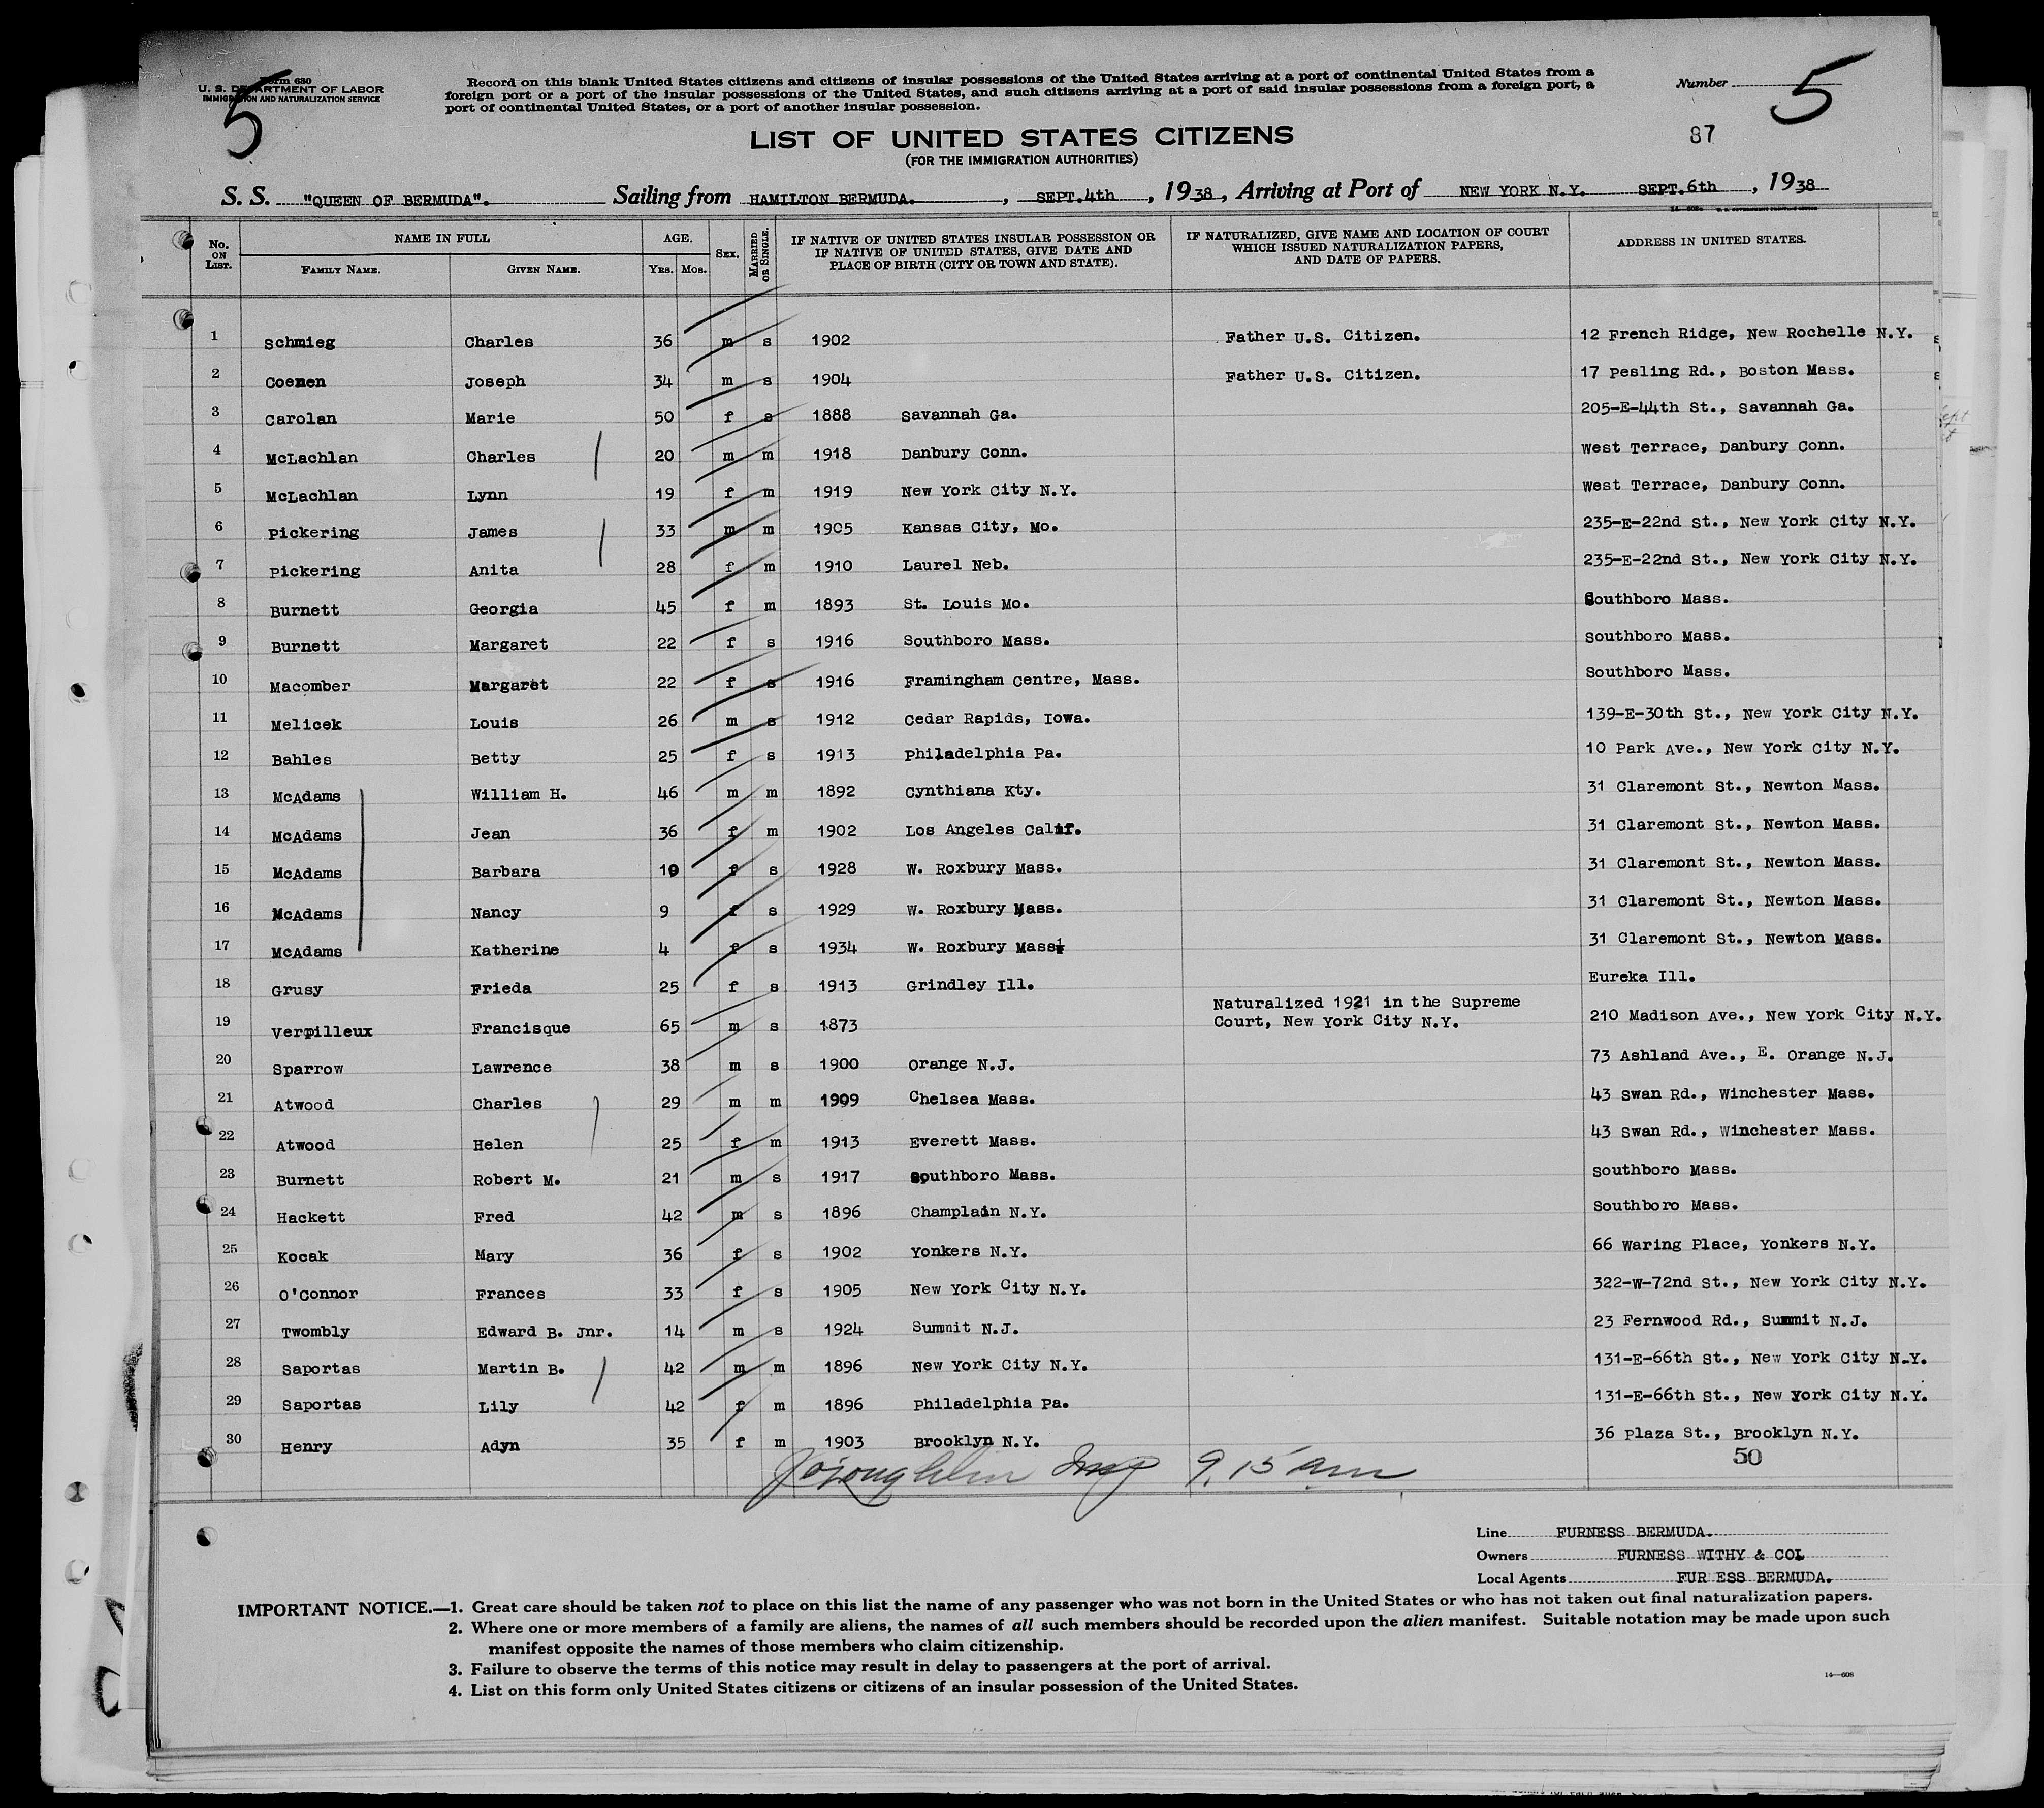 Form 630
U. S. DEPARTMENT OF LABOR
IMMIGRATION AND NATURALIZATION SERVICE
5
Record on this blank United States citizens and citizens of insular possessions of the United States arriving at a port of continental United States from a
foreign port or a port of the insular possessions of the United States, and such citizens arriving at a port of said insular possessions from a foreign port, a
port of continental United States, or a port of another insular possession.
Number 5
87
LIST OF UNITED STATES CITIZENS
(FOR THE IMMIGRATION AUTHORITIES)
S. S. "QUEEN OF BERMUDA". Sailing from HAMILTON BERMUDA. , SEPT.4th , 1938, Arriving at Port of NEW YORK N.Y. SEPT.6th , 1938
No. ON LIST. NAME IN FULL FAMILY NAME. GIVEN NAME. AGE. YRS. MOS. SEX. MARRIED OR SINGLE. IF NATIVE OF UNITED STATES INSULAR POSSESSION OR IF NATIVE OF UNITED STATES, GIVE DATE AND PLACE OF BIRTH (CITY OR TOWN AND STATE). IF NATURALIZED, GIVE NAME AND LOCATION OF COURT WHICH ISSUED NATURALIZATION PAPERS, AND DATE OF PAPERS. ADDRESS IN UNITED STATES.
1 Schmieg Charles 36 m s 1902 Father U.S. Citizen. 12 French Ridge, New Rochelle N.Y.
2 Coenen Joseph 34 m s 1904 Father U.S. Citizen. 17 Pesling Rd., Boston Mass.
3 Carolan Marie 50 f s 1888 Savannah Ga. 205-E-44th St., Savannah Ga.
4 McLachlan Charles 20 m m 1918 Danbury Conn. West Terrace, Danbury Conn.
5 McLachlan Lynn 19 f m 1919 New York City N.Y. West Terrace, Danbury Conn.
6 Pickering James 33 m m 1905 Kansas City, Mo. 235-E-22nd St., New York City N.Y.
7 Pickering Anita 28 f m 1910 Laurel Neb. 235-E-22nd St., New York City N.Y.
8 Burnett Georgia 45 f m 1893 St. Louis Mo. Southboro Mass.
9 Burnett Margaret 22 f s 1916 Southboro Mass. Southboro Mass.
10 Macomber Margaret 22 f s 1916 Framingham Centre, Mass. Southboro Mass.
11 Melicek Louis 26 m s 1912 Cedar Rapids, Iowa. 139-E-30th St., New York City N.Y.
12 Bahles Betty 25 f s 1913 Philadelphia Pa. 10 Park Ave., New York City N.Y.
13 McAdams William H. 46 m m 1892 Cynthiana Kty. 31 Claremont St., Newton Mass.
14 McAdams Jean 36 f m 1902 Los Angeles Calif. 31 Claremont St., Newton Mass.
15 McAdams Barbara 10 f s 1928 W. Roxbury Mass. 31 Claremont St., Newton Mass.
16 McAdams Nancy 9 f s 1929 W. Roxbury Mass. 31 Claremont St., Newton Mass.
17 McAdams Katherine 4 f s 1934 W. Roxbury Mass. 31 Claremont St., Newton Mass.
18 Grusy Frieda 25 f s 1913 Grindley Ill. Eureka Ill.
19 Verpilleux Francisque 65 m s 1873 Naturalized 1921 in the Supreme Court, New York City N.Y. 210 Madison Ave., New York City N.Y.
20 Sparrow Lawrence 38 m s 1900 Orange N.J. 73 Ashland Ave., E. Orange N.J.
21 Atwood Charles 29 m m 1909 Chelsea Mass. 43 Swan Rd., Winchester Mass.
22 Atwood Helen 25 f m 1913 Everett Mass. 43 Swan Rd., Winchester Mass.
23 Burnett Robert M. 21 m s 1917 Southboro Mass. Southboro Mass.
24 Hackett Fred 42 m s 1896 Champlain N.Y. Southboro Mass.
25 Kocak Mary 36 f s 1902 Yonkers N.Y. 66 Waring Place, Yonkers N.Y.
26 O'Connor Frances 33 f s 1905 New York City N.Y. 322-W-72nd St., New York City N.Y.
27 Twombly Edward B. Jnr. 14 m s 1924 Summit N.J. 23 Fernwood Rd., Summit N.J.
28 Saportas Martin B. 42 m m 1896 New York City N.Y. 131-E-66th St., New York City N.Y.
29 Saportas Lily 42 f m 1896 Philadelphia Pa. 131-E-66th St., New York City N.Y.
30 Henry Adyn 35 f m 1903 Brooklyn N.Y. 36 Plaza St., Brooklyn N.Y.
9.15 am 50
Line FURNESS BERMUDA.
Owners FURNESS WITHY & COL
Local Agents FUR ESS BERMUDA.
IMPORTANT NOTICE.—1. Great care should be taken not to place on this list the name of any passenger who was not born in the United States or who has not taken out final naturalization papers.
2. Where one or more members of a family are aliens, the names of all such members should be recorded upon the alien manifest. Suitable notation may be made upon such
manifest opposite the names of those members who claim citizenship.
3. Failure to observe the terms of this notice may result in delay to passengers at the port of arrival.
4. List on this form only United States citizens or citizens of an insular possession of the United States.
14—608